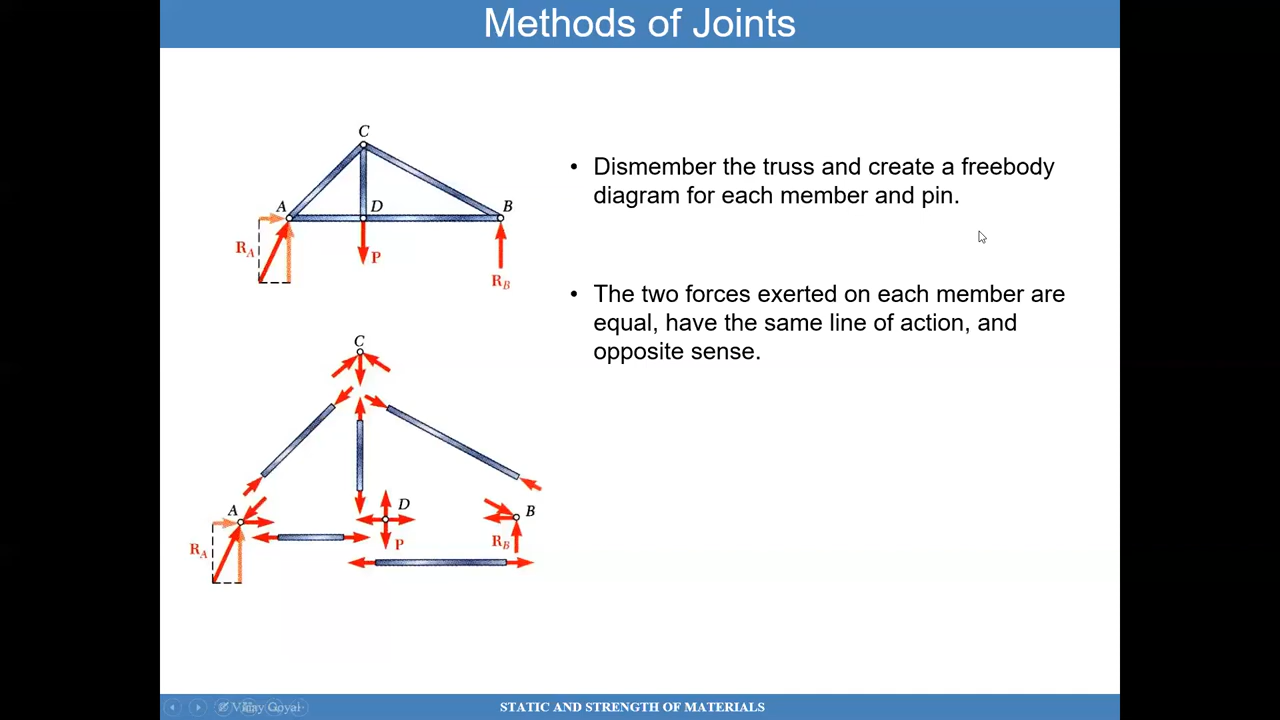 Methods of Joints
C
A
D
B
R_A
P
R_B
• Dismember the truss and create a freebody
diagram for each member and pin.
• The two forces exerted on each member are
equal, have the same line of action, and
opposite sense.
C
A
D
B
R_A
P
R_B
Vinay Goyal
STATIC AND STRENGTH OF MATERIALS